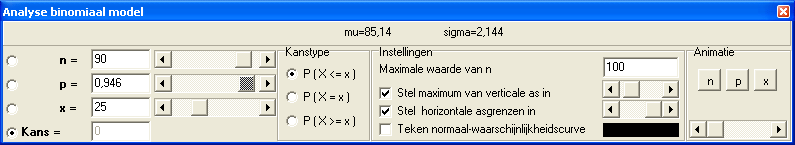 Analyse binomiaal model
mu=85,14 sigma=2,144
n = 90
p = 0,946
x = 25
Kans = 0
Kanstype
P ( X <= x )
P ( X = x )
P ( X >= x )
Instellingen
Maximale waarde van n 100
Stel maximum van verticale as in
Stel horizontale asgrenzen in
Teken normaal-waarschijnlijkheidscurve
Animatie
n p x